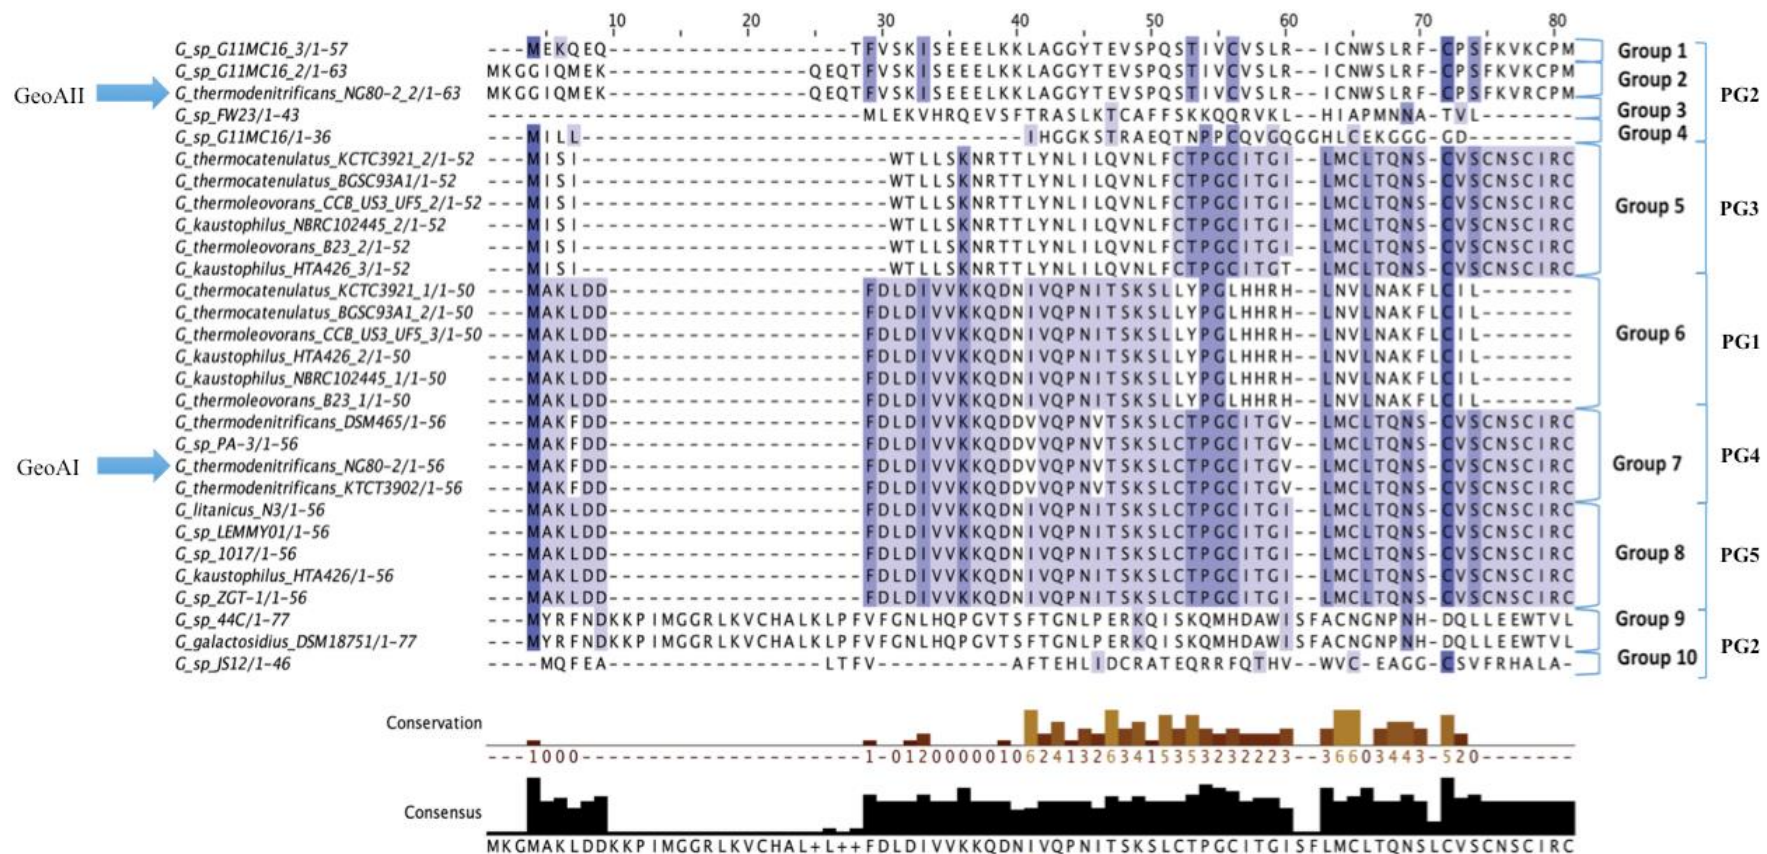 10 20 30 40 50 60 70 80
G_sp_G11MC16_3/1-57 ---MEKQEQ------------------TFVSKISEEELKKLAGGYTEVSPQSTIVCVSLR--ICNWSLRF-CPSFKVKCPM Group 1
G_sp_G11MC16_2/1-63 MKGGIQMEK---------------QEQTFVSKISEEELKKLAGGYTEVSPQSTIVCVSLR--ICNWSLRF-CPSFKVKCPM Group 2
GeoAII G_thermodenitrificans_NG80-2_2/1-63 MKGGIQMEK---------------QEQTFVSKISEEELKKLAGGYTEVSPQSTIVCVSLR--ICNWSLRF-CPSFKVRCPM PG2
G_sp_FW23/1-43 ----------------------------MLEKVHRQEVSFTRASLKTCAFFSKKQQRVKL--HIAPMNNA-TVL------- Group 3
G_sp_G11MC16/1-36 ---MILL---------------------------------IHGGKSTRAEQTNPPCQVGQGGHLCEKGGG-GD-------- Group 4
G_thermocatenulatus_KCTC3921_2/1-52 ---MISI-----------------------WTLLSKNRTTLYNLILQVNLFCTPGCITGI--LMCLTQNS-CVSCNSCIRC
G_thermocatenulatus_BGSC93A1/1-52 ---MISI-----------------------WTLLSKNRTTLYNLILQVNLFCTPGCITGI--LMCLTQNS-CVSCNSCIRC
G_thermoleovorans_CCB_US3_UF5_2/1-52 ---MISI-----------------------WTLLSKNRTTLYNLILQVNLFCTPGCITGI--LMCLTQNS-CVSCNSCIRC Group 5 PG3
G_kaustophilus_NBRC102445_2/1-52 ---MISI-----------------------WTLLSKNRTTLYNLILQVNLFCTPGCITGI--LMCLTQNS-CVSCNSCIRC
G_thermoleovorans_B23_2/1-52 ---MISI-----------------------WTLLSKNRTTLYNLILQVNLFCTPGCITGI--LMCLTQNS-CVSCNSCIRC
G_kaustophilus_HTA426_3/1-52 ---MISI-----------------------WTLLSKNRTTLYNLILQVNLFCTPGCITGT--LMCLTQNS-CVSCNSCIRC
G_thermocatenulatus_KCTC3921_1/1-50 ---MAKLDD-------------------FDLDIVVKKQDNIVQPNITSKSLLYPGLHHRH--LNVLNAKFLCIL-------
G_thermocatenulatus_BGSC93A1_2/1-50 ---MAKLDD-------------------FDLDIVVKKQDNIVQPNITSKSLLYPGLHHRH--LNVLNAKFLCIL-------
G_thermoleovorans_CCB_US3_UF5_3/1-50 ---MAKLDD-------------------FDLDIVVKKQDNIVQPNITSKSLLYPGLHHRH--LNVLNAKFLCIL------- Group 6 PG1
G_kaustophilus_HTA426_2/1-50 ---MAKLDD-------------------FDLDIVVKKQDNIVQPNITSKSLLYPGLHHRH--LNVLNAKFLCIL-------
G_kaustophilus_NBRC102445_1/1-50 ---MAKLDD-------------------FDLDIVVKKQDNIVQPNITSKSLLYPGLHHRH--LNVLNAKFLCIL-------
G_thermoleovorans_B23_1/1-50 ---MAKLDD-------------------FDLDIVVKKQDNIVQPNITSKSLLYPGLHHRH--LNVLNAKFLCIL-------
G_thermodenitrificans_DSM465/1-56 ---MAKFDD-------------------FDLDIVVKKQDDVVQPNVTSKSLCTPGCITGV--LMCLTQNS-CVSCNSCIRC
G_sp_PA-3/1-56 ---MAKFDD-------------------FDLDIVVKKQDDVVQPNVTSKSLCTPGCITGV--LMCLTQNS-CVSCNSCIRC
GeoAI G_thermodenitrificans_NG80-2/1-56 ---MAKFDD-------------------FDLDIVVKKQDDVVQPNVTSKSLCTPGCITGV--LMCLTQNS-CVSCNSCIRC Group 7 PG4
G_thermodenitrificans_KTCT3902/1-56 ---MAKFDD-------------------FDLDIVVKKQDDVVQPNVTSKSLCTPGCITGV--LMCLTQNS-CVSCNSCIRC
G_litanicus_N3/1-56 ---MAKLDD-------------------FDLDIVVKKQDNIVQPNITSKSLCTPGCITGI--LMCLTQNS-CVSCNSCIRC
G_sp_LEMMY01/1-56 ---MAKLDD-------------------FDLDIVVKKQDNIVQPNITSKSLCTPGCITGI--LMCLTQNS-CVSCNSCIRC
G_sp_1017/1-56 ---MAKLDD-------------------FDLDIVVKKQDNIVQPNITSKSLCTPGCITGI--LMCLTQNS-CVSCNSCIRC Group 8 PG5
G_kaustophilus_HTA426/1-56 ---MAKLDD-------------------FDLDIVVKKQDNIVQPNITSKSLCTPGCITGI--LMCLTQNS-CVSCNSCIRC
G_sp_ZGT-1/1-56 ---MAKLDD-------------------FDLDIVVKKQDNIVQPNITSKSLCTPGCITGI--LMCLTQNS-CVSCNSCIRC
G_sp_44C/1-77 ---MYRFNDKKPIMGGRLKVCHALKLPFVFGNLHQPGVTSFTGNLPERKQISKQMHDAWISFACNGNPNH-DQLLEEWTVL Group 9
G_galactosidius_DSM18751/1-77 ---MYRFNDKKPIMGGRLKVCHALKLPFVFGNLHQPGVTSFTGNLPERKQISKQMHDAWISFACNGNPNH-DQLLEEWTVL PG2
G_sp_JS12/1-46 ----MQFEA----------------LTFV----------AFTEHLIDCRATEQRRFQTHV--WVC-EAGG-CSVFRHALA- Group 10
Conservation
---1000---------------------1-01200000010624132634153532322223--36603443-520-------
Consensus
MKGMAKLDDKKPIMGGRLKVCHAL+L++FDLDIVVKKQDNIVQPNITSKSLCTPGCITGISFLMCLTQNSLCVSCNSCIRC